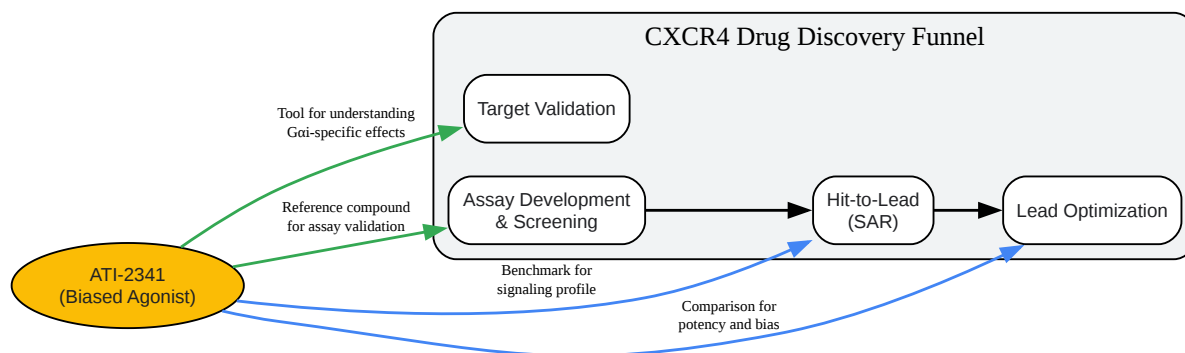 CXCR4 Drug Discovery Funnel
Target Validation
Tool for understanding
Gαi-specific effects
Assay Development
& Screening
Hit-to-Lead
(SAR)
Lead Optimization
Reference compound
for assay validation
ATI-2341
(Biased Agonist)
Benchmark for
signaling profile
Comparison for
potency and bias